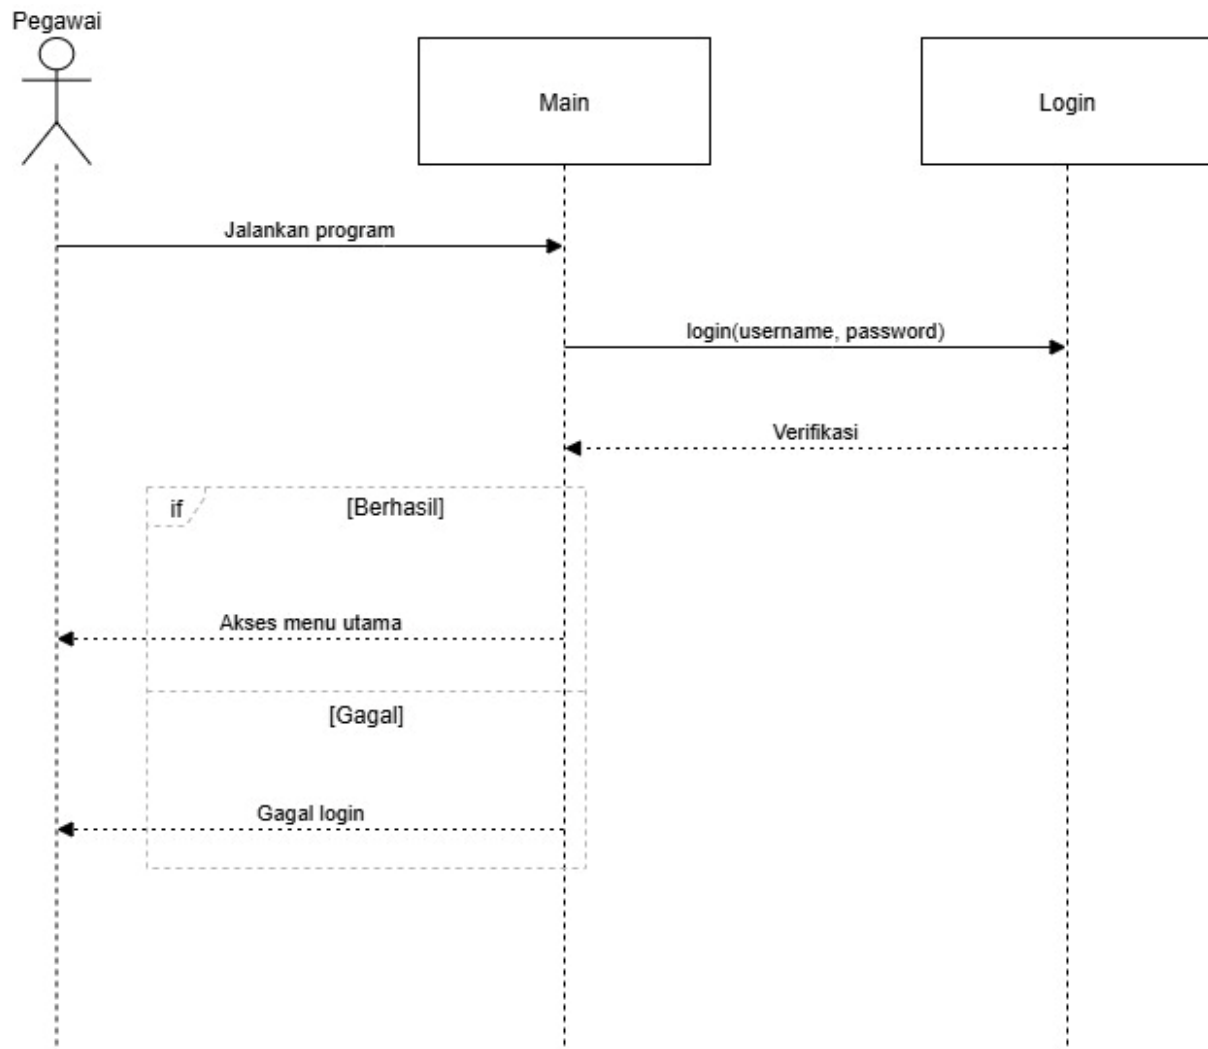 Pegawai
Main
Login
Jalankan program
login(username, password)
Verifikasi
if
[Berhasil]
Akses menu utama
[Gagal]
Gagal login